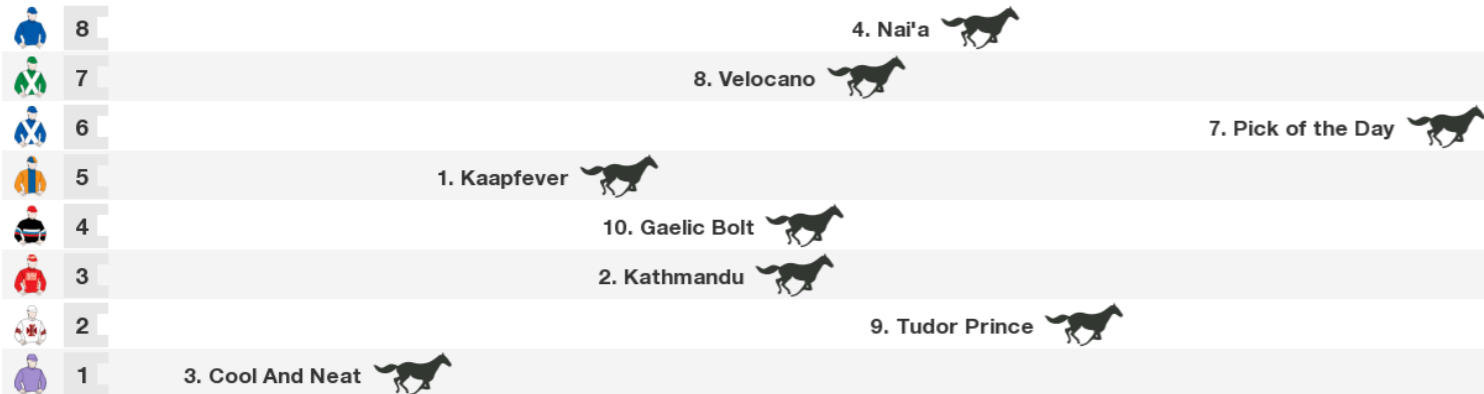 8 4. Nai'a
7 8. Velocano
6 7. Pick of the Day
5 1. Kaapfever
4 10. Gaelic Bolt
3 2. Kathmandu
2 9. Tudor Prince
1 3. Cool And Neat